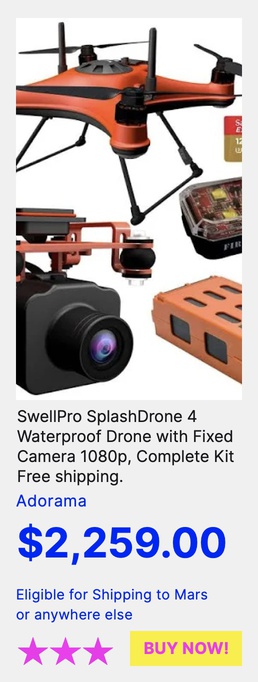 SwellPro SplashDrone 4
Waterproof Drone with Fixed
Camera 1080p, Complete Kit
Free shipping.
Adorama
$2,259.00
Eligible for Shipping to Mars
or anywhere else
BUY NOW!